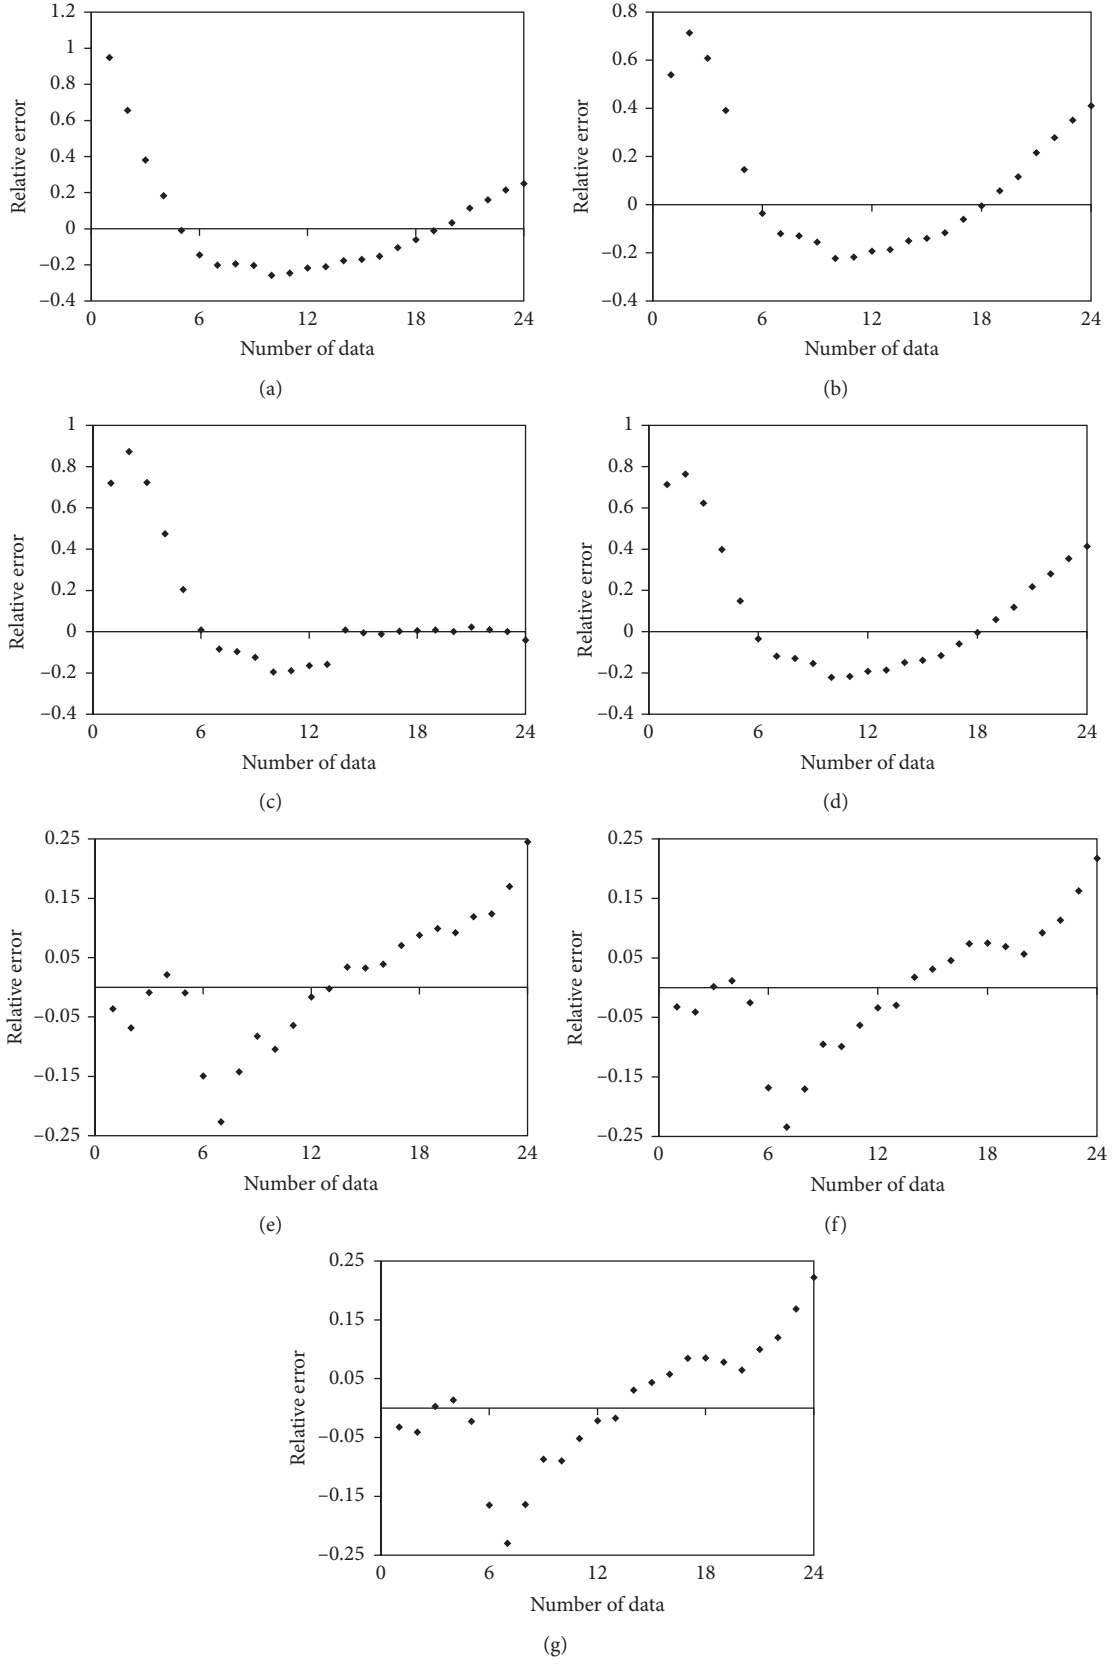 1.2
1
0.8
0.6
0.4
0.2
0
–0.2
–0.4
Relative error
0 6 12 18 24
Number of data
(a)
0.8
0.6
0.4
0.2
0
–0.2
–0.4
Relative error
0 6 12 18 24
Number of data
(b)
1
0.8
0.6
0.4
0.2
0
–0.2
–0.4
Relative error
0 6 12 18 24
Number of data
(c)
1
0.8
0.6
0.4
0.2
0
–0.2
–0.4
Relative error
0 6 12 18 24
Number of data
(d)
0.25
0.15
0.05
–0.05
–0.15
–0.25
Relative error
0 6 12 18 24
Number of data
(e)
0.25
0.15
0.05
–0.05
–0.15
–0.25
Relative error
0 6 12 18 24
Number of data
(f)
0.25
0.15
0.05
–0.05
–0.15
–0.25
Relative error
0 6 12 18 24
Number of data
(g)